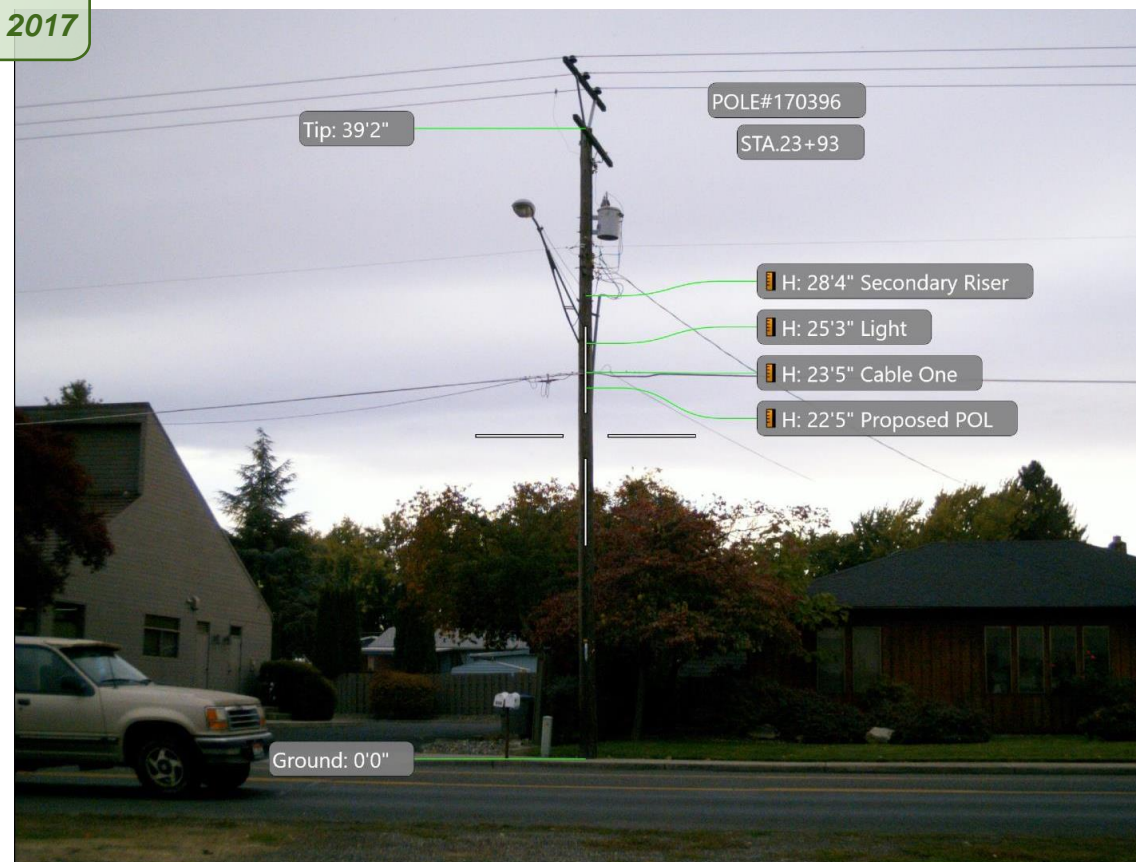 2017
POLE#170396
Tip: 39'2"
STA.23+93
H: 28'4" Secondary Riser
H: 25'3" Light
H: 23'5" Cable One
H: 22'5" Proposed POL
Ground: 0'0"